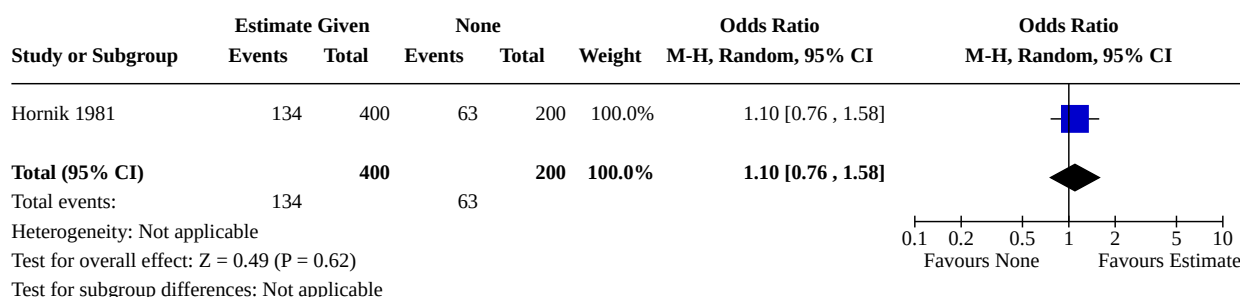 Estimate Given None Odds Ratio Odds Ratio
Study or Subgroup Events Total Events Total Weight M-H, Random, 95% CI M-H, Random, 95% CI
Hornik 1981 134 400 63 200 100.0% 1.10 [0.76 , 1.58]
Total (95% CI) 400 200 100.0% 1.10 [0.76 , 1.58]
Total events: 134 63
Heterogeneity: Not applicable
0.1 0.2 0.5 1 2 5 10
Test for overall effect: Z = 0.49 (P = 0.62)
Favours None Favours Estimate
Test for subgroup differences: Not applicable